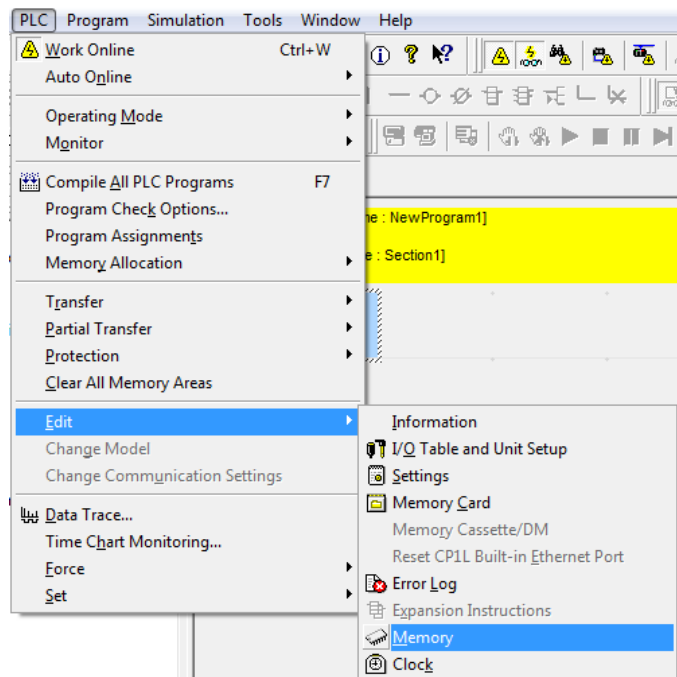 PLC Program Simulation Tools Window Help
Work Online Ctrl+W
Auto Online
Operating Mode
Monitor
Compile All PLC Programs F7
Program Check Options...
Program Assignments
Memory Allocation
Transfer
Partial Transfer
Protection
Clear All Memory Areas
Edit
Change Model
Change Communication Settings
Data Trace...
Time Chart Monitoring...
Force
Set
: NewProgram1]
: Section1]
Information
I/O Table and Unit Setup
Settings
Memory Card
Memory Cassette/DM
Reset CP1L Built-in Ethernet Port
Error Log
Expansion Instructions
Memory
Clock